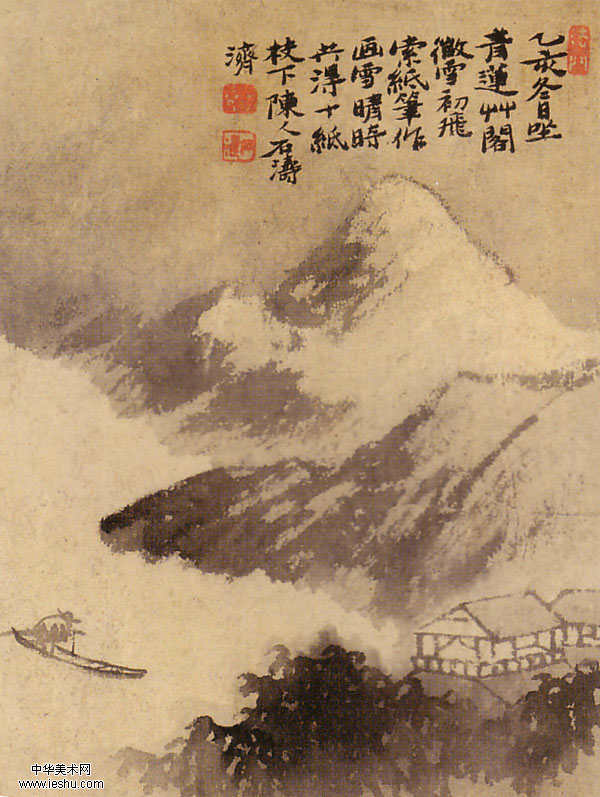 乙亥冬日坐
青蓮艸閣
微雪初飛
索紙筆作
画雪晴時
共得十紙
枝下陳人石濤
濟
中华美术网
www.ieshu.com